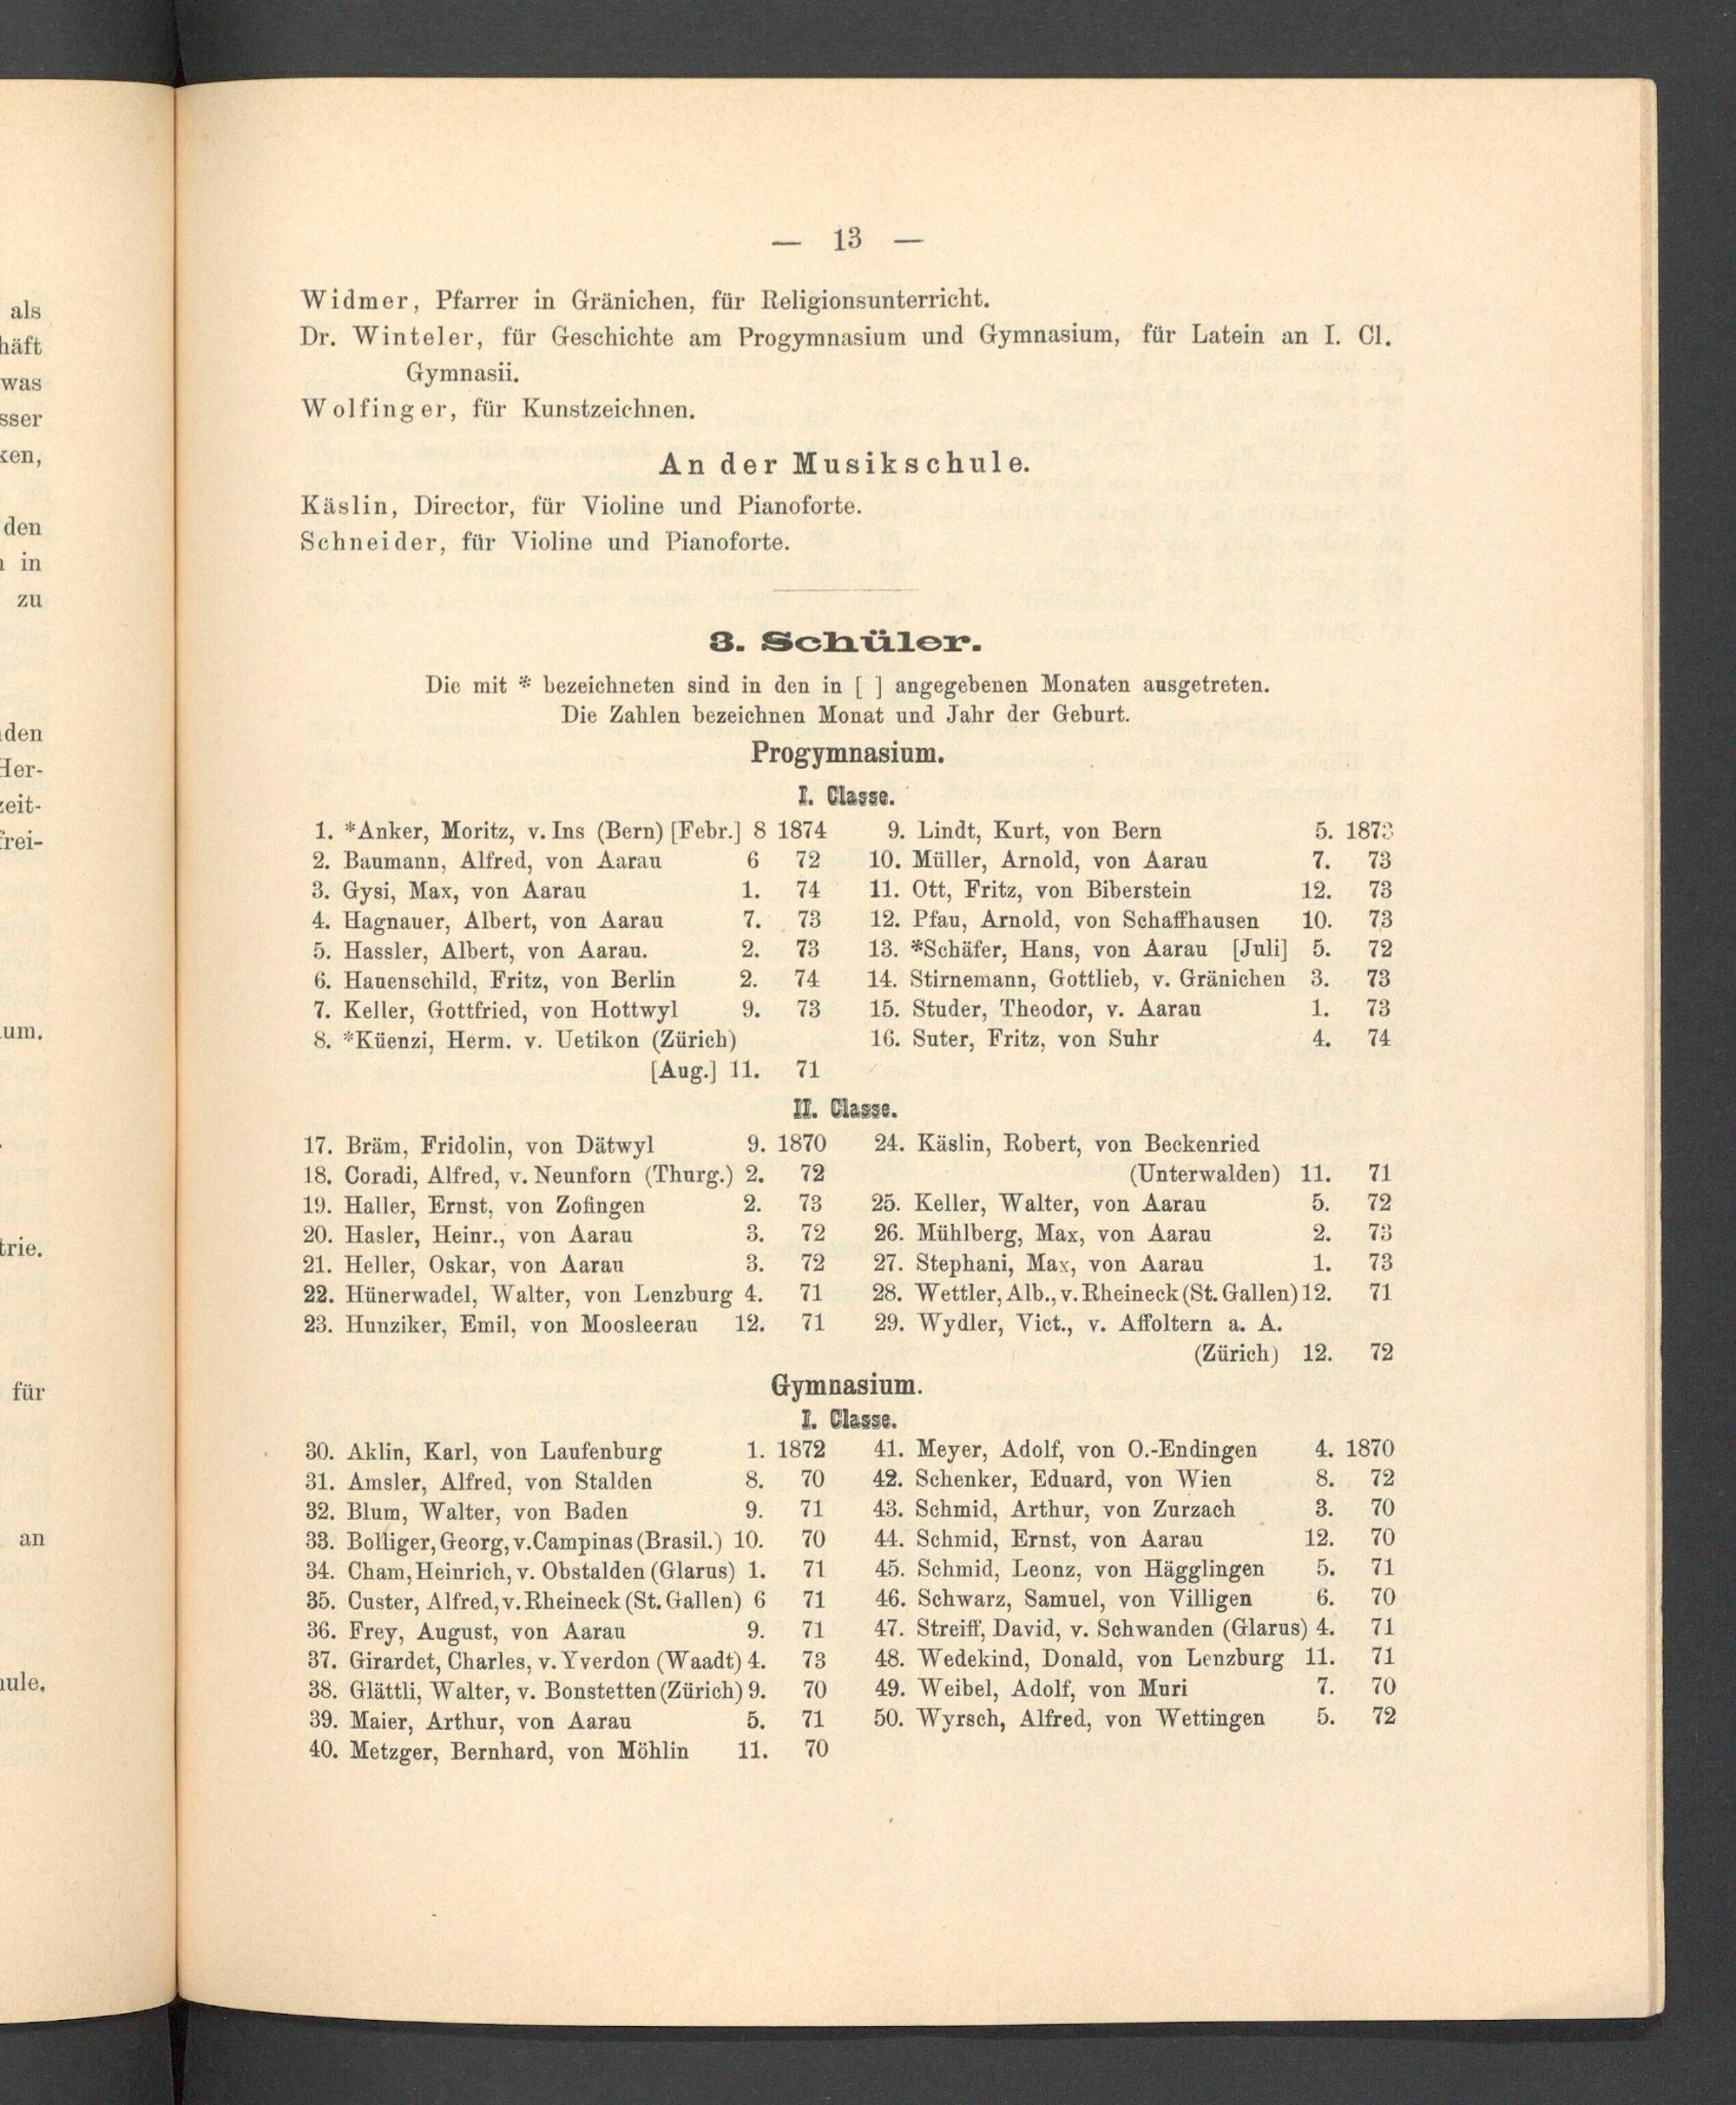 als
häft
was
sser
ken,
den
in
zu
den
Her-
zeit-
frei-
um.
trie.
für
an
ule.
— 13 —
Widmer, Pfarrer in Gränichen, für Religionsunterricht.
Dr. Winteler, für Geschichte am Progymnasium und Gymnasium, für Latein an I. Cl.
Gymnasii.
Wolfinger, für Kunstzeichnen.
An der Musikschule.
Käslin, Director, für Violine und Pianoforte.
Schneider, für Violine und Pianoforte.
3. Schüler.
Die mit * bezeichneten sind in den in [ ] angegebenen Monaten ausgetreten.
Die Zahlen bezeichnen Monat und Jahr der Geburt.
Progymnasium.
I. Classe.
1. *Anker, Moritz, v. Ins (Bern) [Febr.] 8 1874
2. Baumann, Alfred, von Aarau 6 72
3. Gysi, Max, von Aarau 1. 74
4. Hagnauer, Albert, von Aarau 7. 73
5. Hassler, Albert, von Aarau. 2. 73
6. Hauenschild, Fritz, von Berlin 2. 74
7. Keller, Gottfried, von Hottwyl 9. 73
8. *Küenzi, Herm. v. Uetikon (Zürich)
[Aug.] 11. 71
9. Lindt, Kurt, von Bern 5. 1873
10. Müller, Arnold, von Aarau 7. 73
11. Ott, Fritz, von Biberstein 12. 73
12. Pfau, Arnold, von Schaffhausen 10. 73
13. *Schäfer, Hans, von Aarau [Juli] 5. 72
14. Stirnemann, Gottlieb, v. Gränichen 3. 73
15. Studer, Theodor, v. Aarau 1. 73
16. Suter, Fritz, von Suhr 4. 74
II. Classe.
17. Bräm, Fridolin, von Dätwyl 9. 1870
18. Coradi, Alfred, v. Neunforn (Thurg.) 2. 72
19. Haller, Ernst, von Zofingen 2. 73
20. Hasler, Heinr., von Aarau 3. 72
21. Heller, Oskar, von Aarau 3. 72
22. Hünerwadel, Walter, von Lenzburg 4. 71
23. Hunziker, Emil, von Moosleerau 12. 71
24. Käslin, Robert, von Beckenried
(Unterwalden) 11. 71
25. Keller, Walter, von Aarau 5. 72
26. Mühlberg, Max, von Aarau 2. 73
27. Stephani, Max, von Aarau 1. 73
28. Wettler, Alb., v. Rheineck (St. Gallen) 12. 71
29. Wydler, Vict., v. Affoltern a. A.
(Zürich) 12. 72
Gymnasium.
I. Classe.
30. Aklin, Karl, von Laufenburg 1. 1872
31. Amsler, Alfred, von Stalden 8. 70
32. Blum, Walter, von Baden 9. 71
33. Bolliger, Georg, v. Campinas (Brasil.) 10. 70
34. Cham, Heinrich, v. Obstalden (Glarus) 1. 71
35. Custer, Alfred, v. Rheineck (St. Gallen) 6 71
36. Frey, August, von Aarau 9. 71
37. Girardet, Charles, v. Yverdon (Waadt) 4. 73
38. Glättli, Walter, v. Bonstetten (Zürich) 9. 70
39. Maier, Arthur, von Aarau 5. 71
40. Metzger, Bernhard, von Möhlin 11. 70
41. Meyer, Adolf, von O.-Endingen 4. 1870
42. Schenker, Eduard, von Wien 8. 72
43. Schmid, Arthur, von Zurzach 3. 70
44. Schmid, Ernst, von Aarau 12. 70
45. Schmid, Leonz, von Hägglingen 5. 71
46. Schwarz, Samuel, von Villigen 6. 70
47. Streiff, David, v. Schwanden (Glarus) 4. 71
48. Wedekind, Donald, von Lenzburg 11. 71
49. Weibel, Adolf, von Muri 7. 70
50. Wyrsch, Alfred, von Wettingen 5. 72